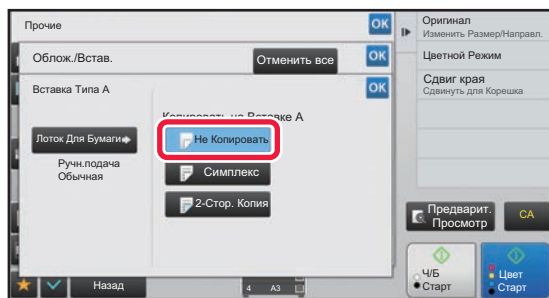 Прочие
OK
Облож./Встав.
Отменить все
OK
Вставка Типа А
OK
Копировать на Вставке А
Лоток Для Бумаги
Не Копировать
Ручн.подача
Обычная
Симплекс
2-Стор. Копия
Назад
4 A3
Оригинал
Изменить Размер/Направл.
Цветной Режим
Сдвиг края
Сдвинуть для Корешка
Предварит.
Просмотр
CA
Ч/Б
Старт
Цвет
Старт